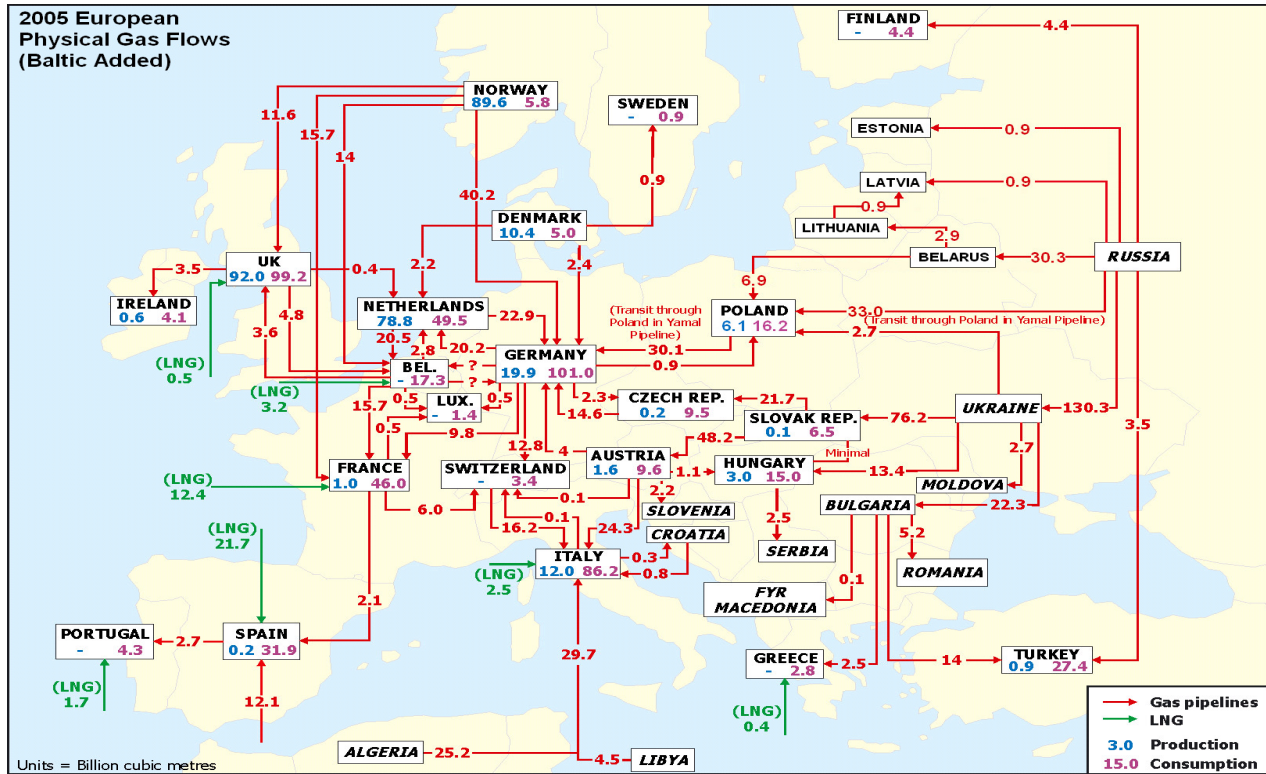 2005 European
Physical Gas Flows
(Baltic Added)
FINLAND
- 4.4
4.4
NORWAY
89.6 5.8
11.6
15.7
14
40.2
SWEDEN
- 0.9
0.9
ESTONIA
0.9
LATVIA
0.9
0.9
LITHUANIA
2.9
BELARUS
30.3
RUSSIA
DENMARK
10.4 5.0
2.2
2.4
UK
92.0 99.2
3.5
0.4
IRELAND
0.6 4.1
3.6
4.8
(LNG)
0.5
(LNG)
3.2
NETHERLANDS
78.8 49.5
22.9
20.5
2.8
20.2
6.9
(Transit through
Poland in Yamal
Pipeline)
POLAND
6.1 16.2
33.0
(Transit through Poland in Yamal Pipeline)
2.7
GERMANY
19.9 101.0
30.1
0.9
BEL.
- 17.3
?
?
0.5
0.5
LUX.
- 1.4
15.7
0.5
9.8
2.3
14.6
CZECH REP.
0.2 9.5
21.7
SLOVAK REP.
0.1 6.5
76.2
UKRAINE
130.3
3.5
48.2
Minimal
12.8
4
AUSTRIA
1.6 9.6
1.1
HUNGARY
3.0 15.0
13.4
2.7
MOLDOVA
FRANCE
1.0 46.0
(LNG)
12.4
SWITZERLAND
- 3.4
6.0
0.1
2.2
SLOVENIA
BULGARIA
22.3
(LNG)
21.7
16.2
0.1
24.3
CROATIA
0.3
0.8
2.5
SERBIA
5.2
ROMANIA
ITALY
12.0 86.2
(LNG)
2.5
0.1
FYR
MACEDONIA
2.1
PORTUGAL
- 4.3
2.7
SPAIN
0.2 31.9
(LNG)
1.7
12.1
29.7
GREECE
- 2.8
2.5
14
TURKEY
0.9 27.4
(LNG)
0.4
ALGERIA
25.2
4.5
LIBYA
Units = Billion cubic metres
Gas pipelines
LNG
3.0 Production
15.0 Consumption